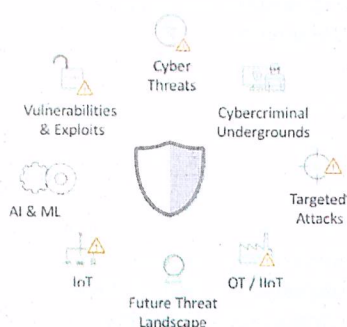 Cyber
Threats
Vulnerabilities
& Exploits
Cybercriminal
Undergrounds
AI & ML
Targeted
Attacks
IoT
OT / IIoT
Future Threat
Landscape